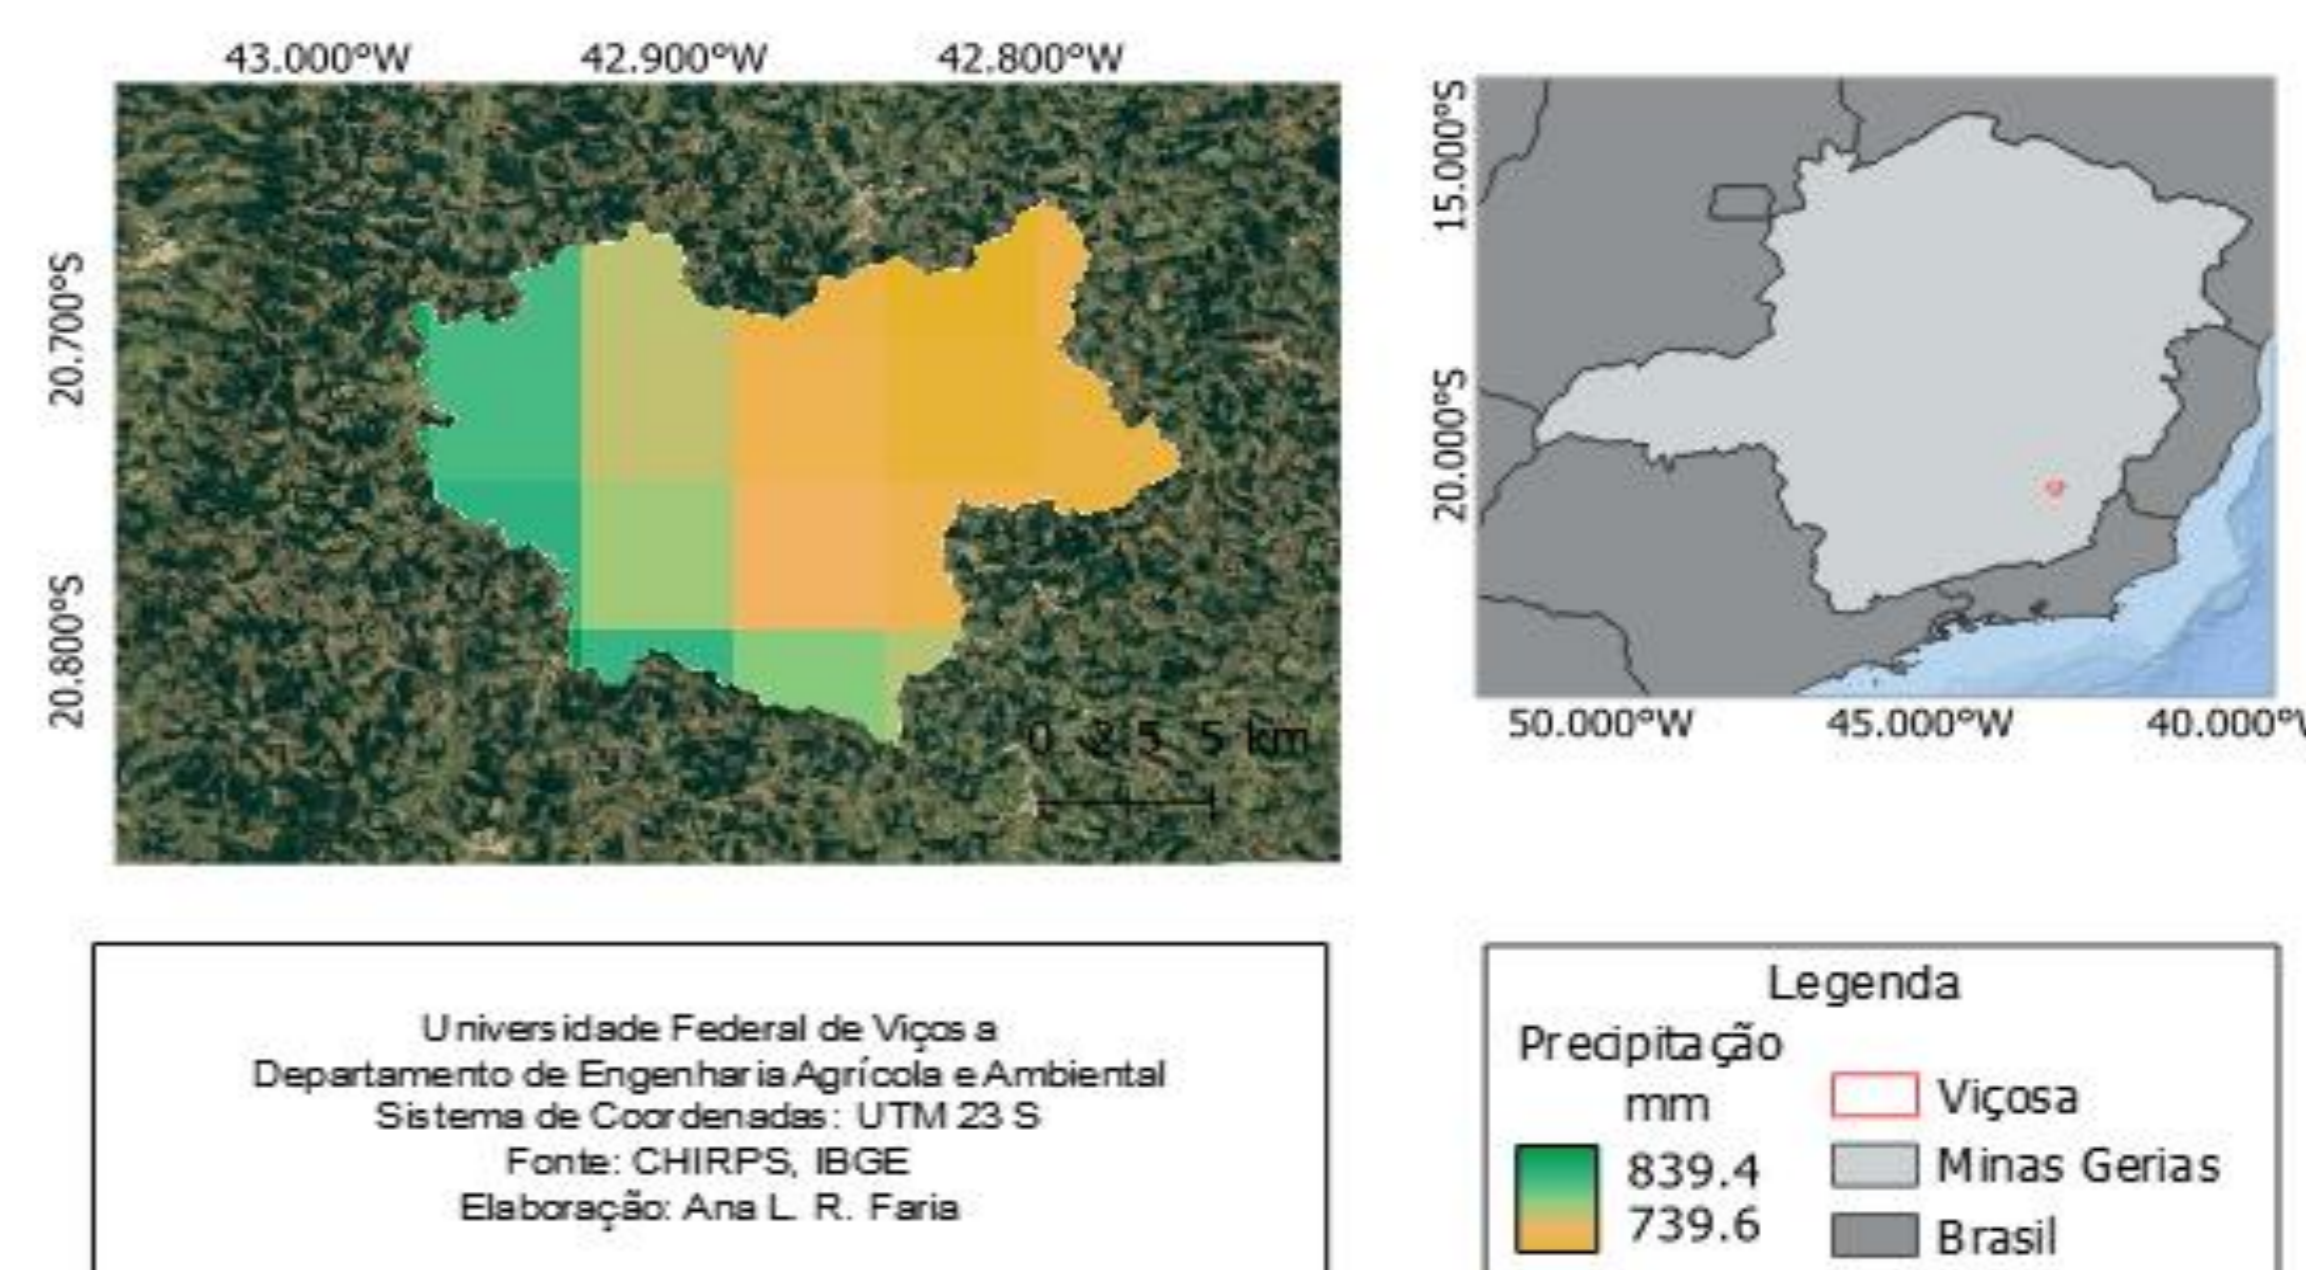 43.000°W 42.900°W 42.800°W
20.700°S
20.800°S
0 2.5 5 km
15.000°S
20.000°S
50.000°W 45.000°W 40.000°W
Universidade Federal de Viçosa
Departamento de Engenharia Agrícola e Ambiental
Sistema de Coordenadas: UTM 23 S
Fonte: CHIRPS, IBGE
Elaboração: Ana L. R. Faria
Legenda
Precipitação
mm
839.4
739.6
Viçosa
Minas Gerias
Brasil